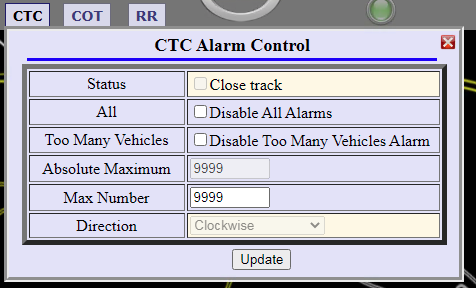 CTC COT RR
CTC Alarm Control
Status Close track
All Disable All Alarms
Too Many Vehicles Disable Too Many Vehicles Alarm
Absolute Maximum 9999
Max Number 9999
Direction Clockwise
Update